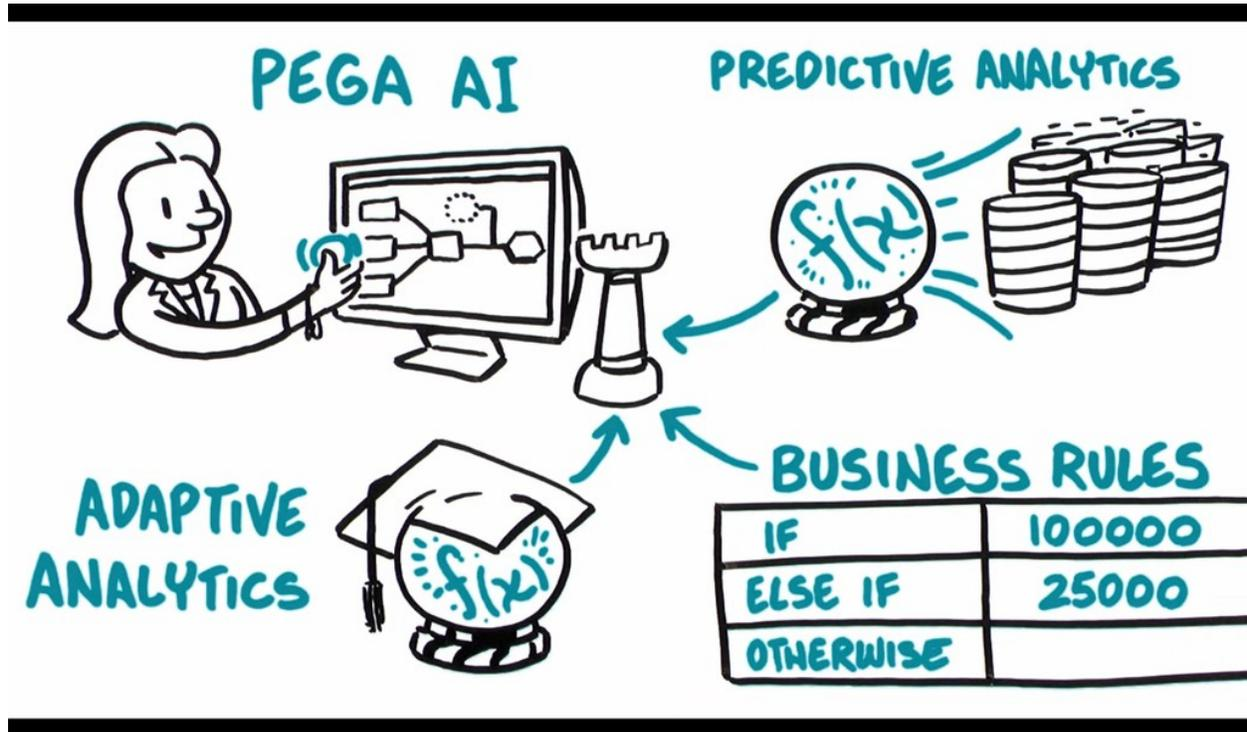 PEGA AI
PREDICTIVE ANALYTICS
f(x)
ADAPTIVE
ANALYTICS
f(x)
BUSINESS RULES
IF 100000
ELSE IF 25000
OTHERWISE